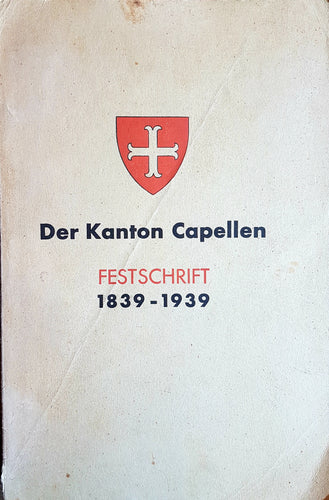 Der Kanton Capellen
FESTSCHRIFT
1839-1939